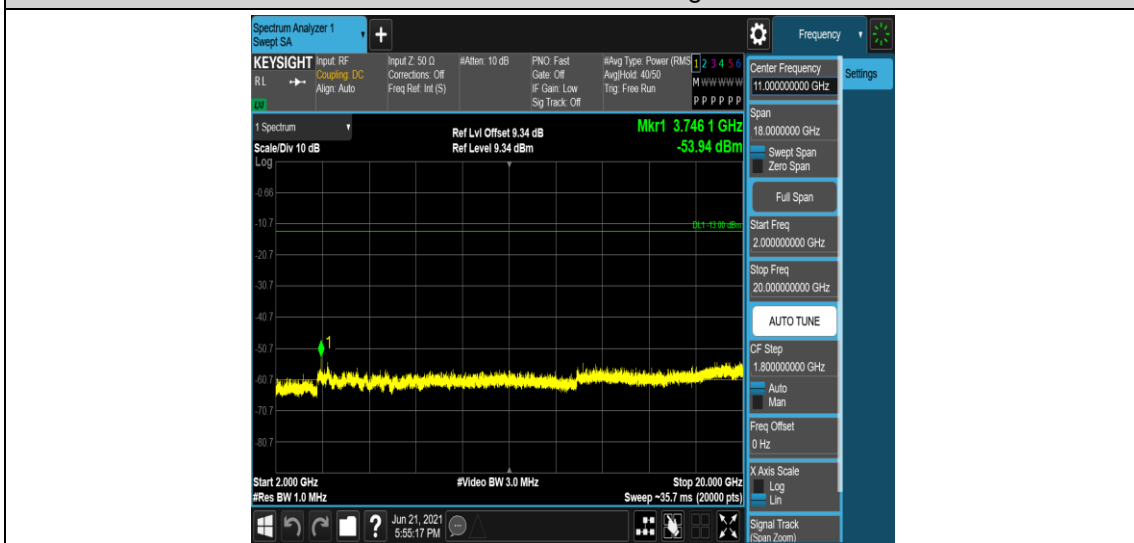 Spectrum Analyzer 1
Swept SA
+
Frequency
KEYSIGHT
RL
LXI
Input: RF
Coupling: DC
Align: Auto
Input Z: 50 Ω
Corrections: Off
Freq Ref: Int (S)
#Atten: 10 dB
PNO: Fast
Gate: Off
IF Gain: Low
Sig Track: Off
#Avg Type: Power (RMS
Avg|Hold: 40/50
Trig: Free Run
1 2 3 4 5 6
M W W W W W
P P P P P P
Center Frequency
11.000000000 GHz
Settings
1 Spectrum
Ref Lvl Offset 9.34 dB
Mkr1 3.746 1 GHz
Scale/Div 10 dB
Ref Level 9.34 dBm
-53.94 dBm
Log
-0.66
-10.7
DL1 -13.00 dBm
-20.7
-30.7
-40.7
-50.7
1
-60.7
-70.7
-80.7
Start 2.000 GHz
#Video BW 3.0 MHz
Stop 20.000 GHz
#Res BW 1.0 MHz
Sweep ~35.7 ms (20000 pts)
Span
18.0000000 GHz
Swept Span
Zero Span
Full Span
Start Freq
2.000000000 GHz
Stop Freq
20.000000000 GHz
AUTO TUNE
CF Step
1.800000000 GHz
Auto
Man
Freq Offset
0 Hz
X Axis Scale
Log
Lin
Signal Track
(Span Zoom)
?
Jun 21, 2021
5:55:17 PM